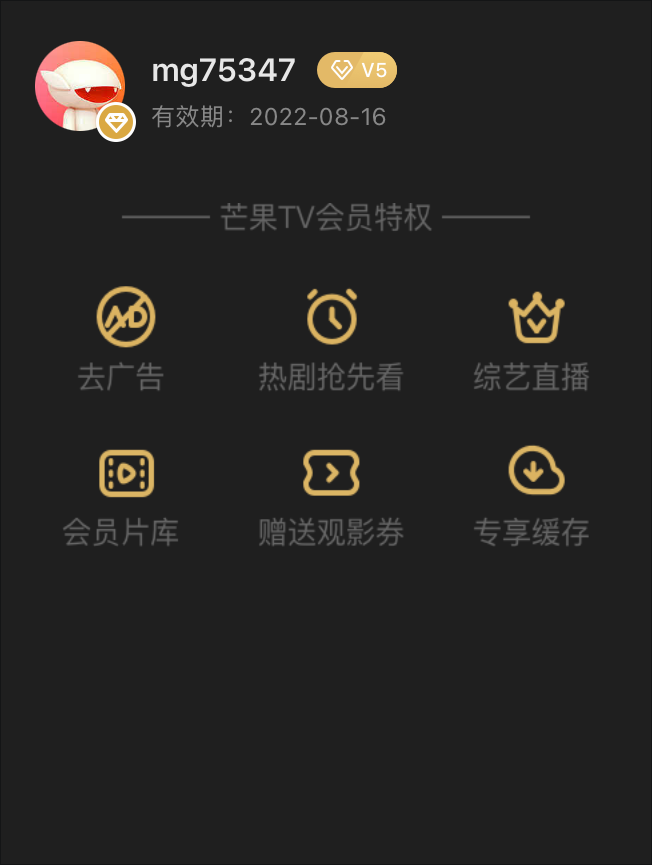 mg75347 V5
有效期：2022-08-16
芒果TV会员特权
AD
去广告 热剧抢先看 综艺直播
会员片库 赠送观影券 专享缓存